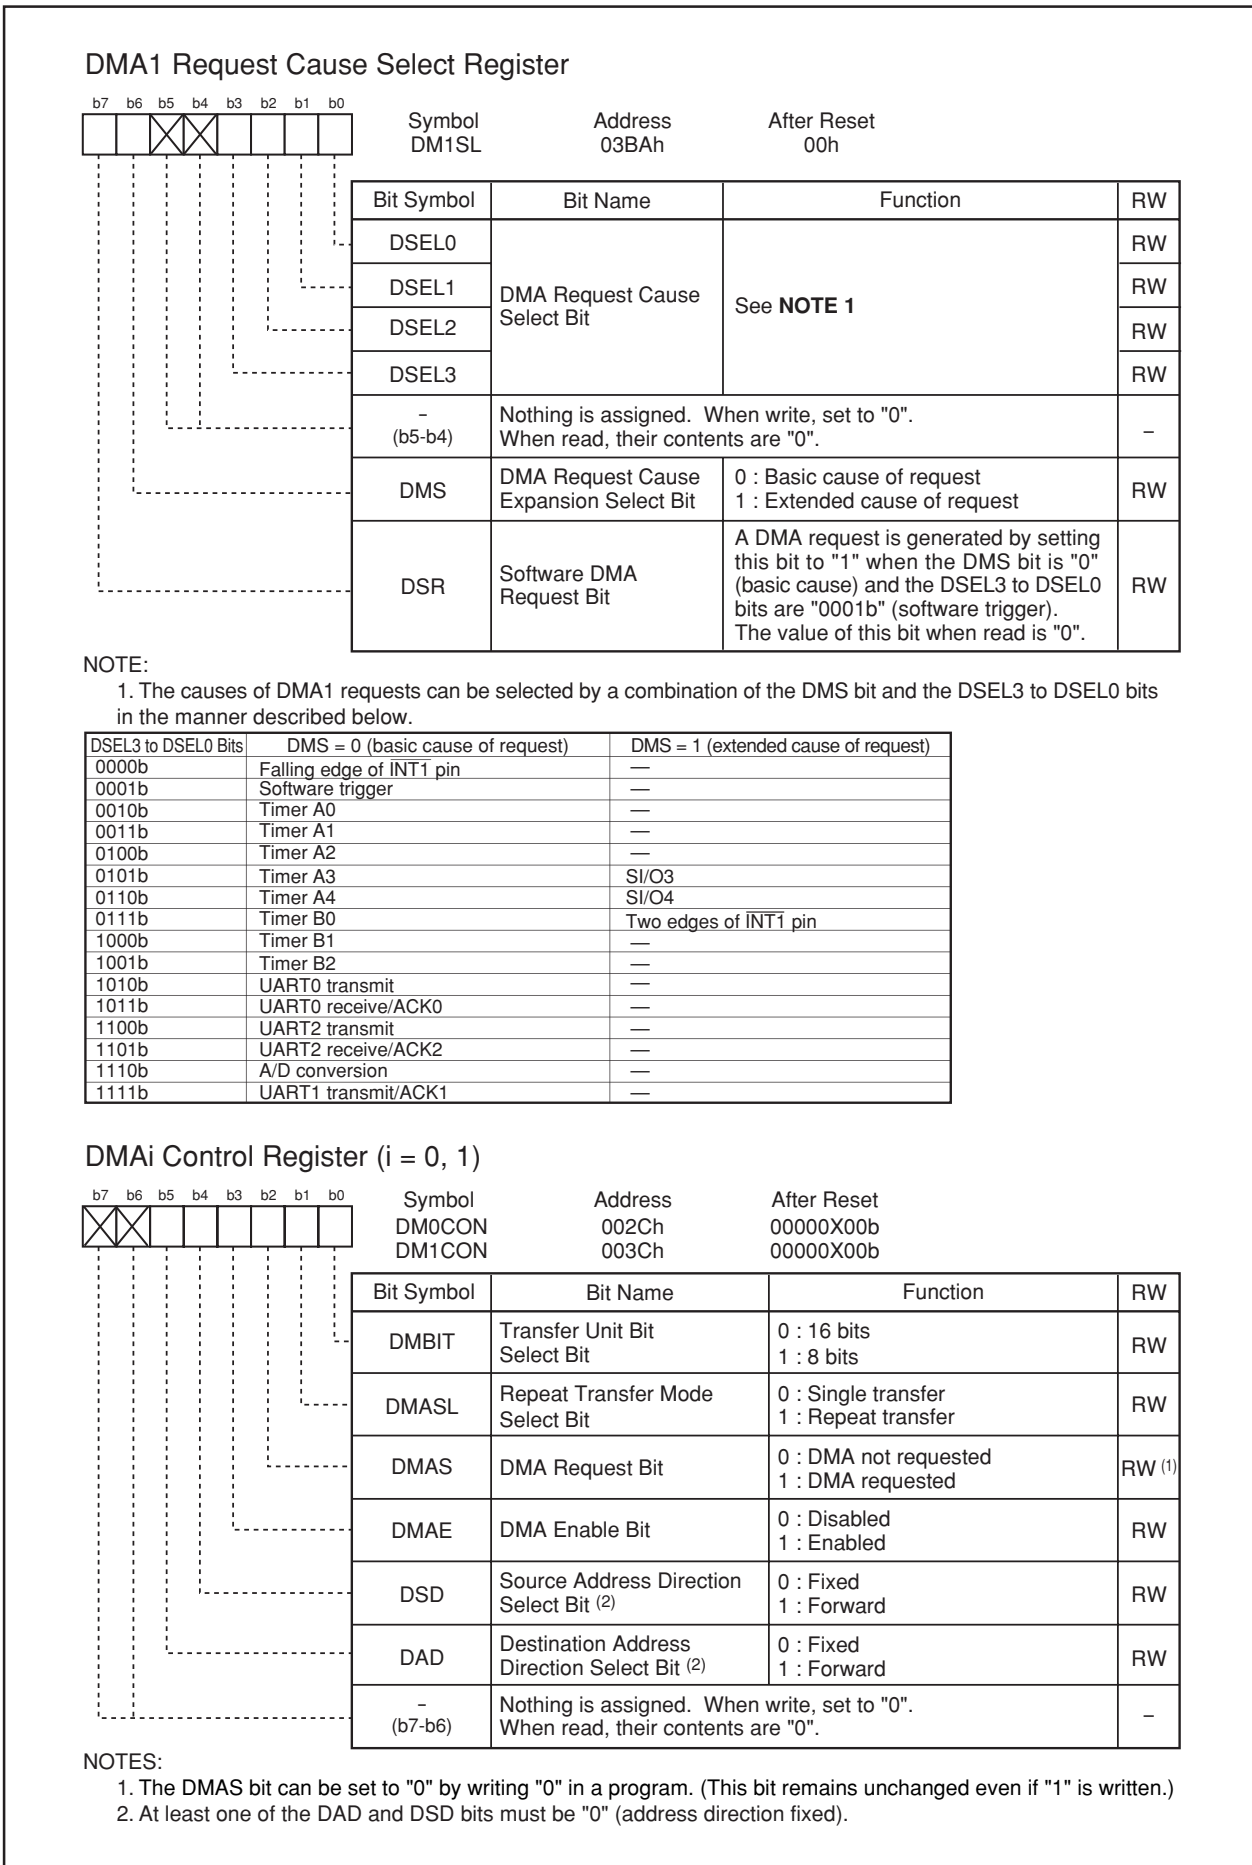 DMA1 Request Cause Select Register
b7 b6 b5 b4 b3 b2 b1 b0
Symbol Address After Reset
DM1SL 03BAh 00h
Bit Symbol Bit Name Function RW
DSEL0 RW
DSEL1 RW
DMA Request Cause
Select Bit
See NOTE 1
DSEL2 RW
DSEL3 RW
–
(b5-b4)
Nothing is assigned. When write, set to "0".
When read, their contents are "0".
–
DMS
DMA Request Cause
Expansion Select Bit
0 : Basic cause of request
1 : Extended cause of request
RW
DSR
Software DMA
Request Bit
A DMA request is generated by setting
this bit to "1" when the DMS bit is "0"
(basic cause) and the DSEL3 to DSEL0
bits are "0001b" (software trigger).
The value of this bit when read is "0".
RW
NOTE:
1. The causes of DMA1 requests can be selected by a combination of the DMS bit and the DSEL3 to DSEL0 bits
in the manner described below.
DSEL3 to DSEL0 Bits DMS = 0 (basic cause of request) DMS = 1 (extended cause of request)
0000b Falling edge of INT1 pin —
0001b Software trigger —
0010b Timer A0 —
0011b Timer A1 —
0100b Timer A2 —
0101b Timer A3 SI/O3
0110b Timer A4 SI/O4
0111b Timer B0 Two edges of INT1 pin
1000b Timer B1 —
1001b Timer B2 —
1010b UART0 transmit —
1011b UART0 receive/ACK0 —
1100b UART2 transmit —
1101b UART2 receive/ACK2 —
1110b A/D conversion —
1111b UART1 transmit/ACK1 —
DMAi Control Register (i = 0, 1)
b7 b6 b5 b4 b3 b2 b1 b0
Symbol Address After Reset
DM0CON 002Ch 00000X00b
DM1CON 003Ch 00000X00b
Bit Symbol Bit Name Function RW
DMBIT
Transfer Unit Bit
Select Bit
0 : 16 bits
1 : 8 bits
RW
DMASL
Repeat Transfer Mode
Select Bit
0 : Single transfer
1 : Repeat transfer
RW
DMAS
DMA Request Bit
0 : DMA not requested
1 : DMA requested
RW (1)
DMAE
DMA Enable Bit
0 : Disabled
1 : Enabled
RW
DSD
Source Address Direction
Select Bit (2)
0 : Fixed
1 : Forward
RW
DAD
Destination Address
Direction Select Bit (2)
0 : Fixed
1 : Forward
RW
–
(b7-b6)
Nothing is assigned. When write, set to "0".
When read, their contents are "0".
–
NOTES:
1. The DMAS bit can be set to "0" by writing "0" in a program. (This bit remains unchanged even if "1" is written.)
2. At least one of the DAD and DSD bits must be "0" (address direction fixed).